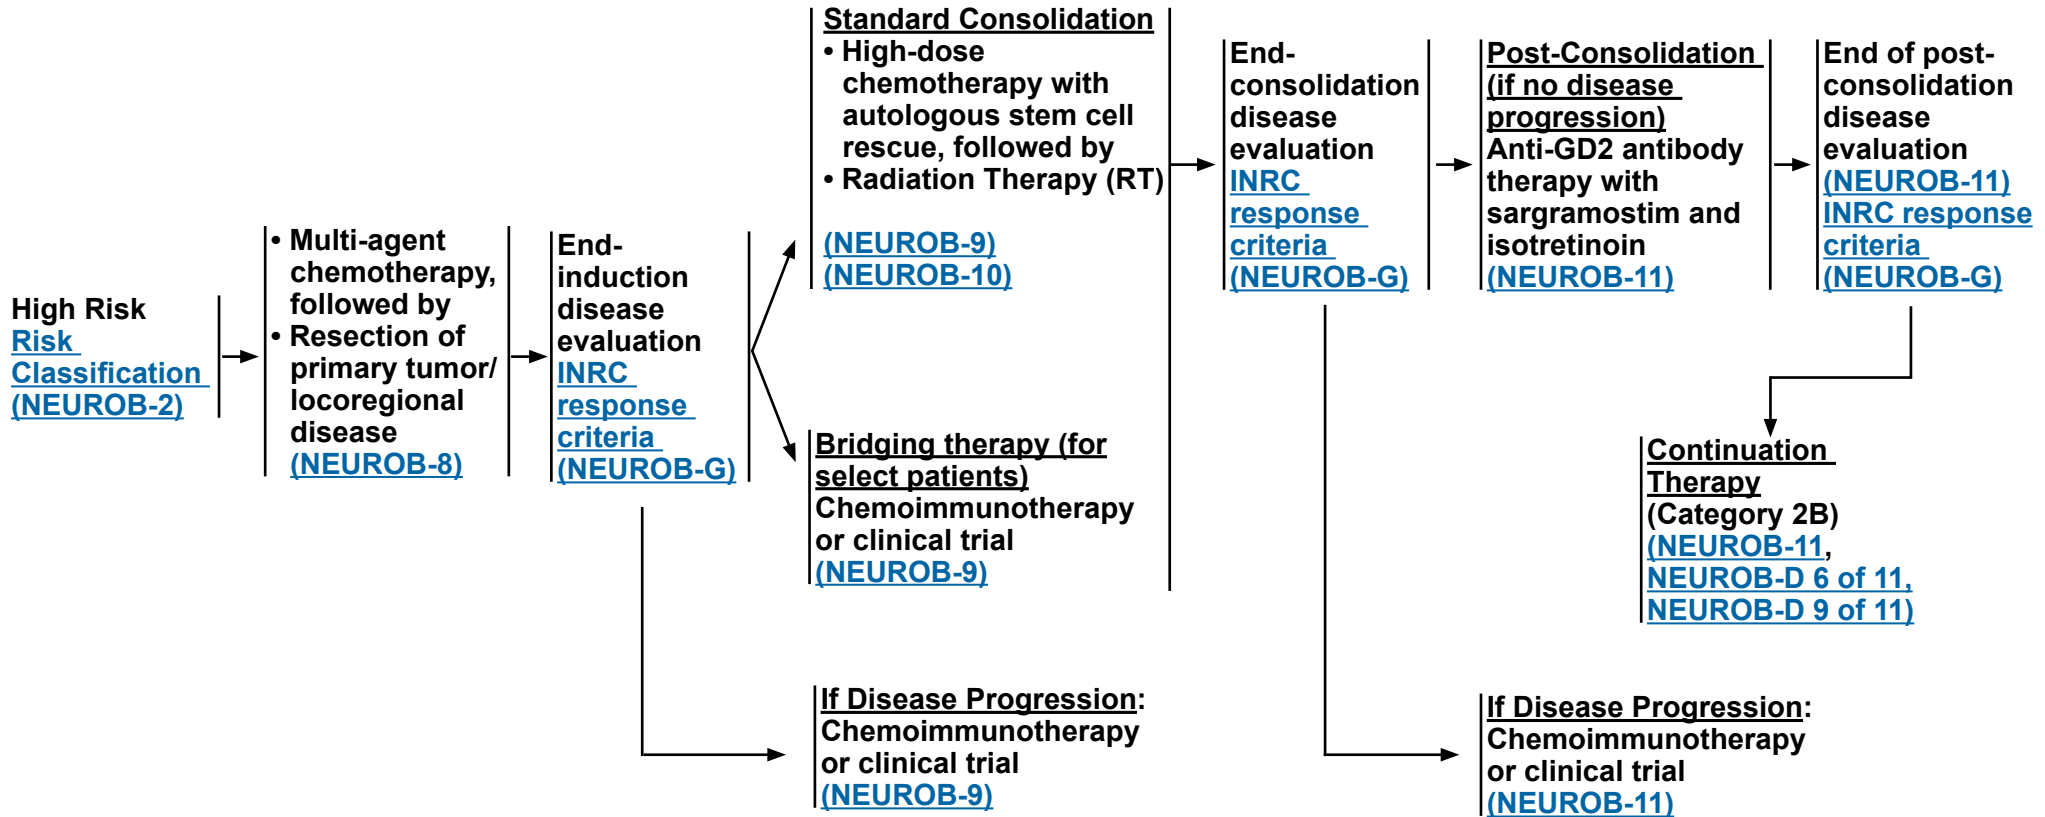 High Risk
Risk
Classification
(NEUROB-2)
• Multi-agent
chemotherapy,
followed by
• Resection of
primary tumor/
locoregional
disease
(NEUROB-8)
End-
induction
disease
evaluation
INRC
response
criteria
(NEUROB-G)
Standard Consolidation
• High-dose
chemotherapy with
autologous stem cell
rescue, followed by
• Radiation Therapy (RT)
(NEUROB-9)
(NEUROB-10)
Bridging therapy (for
select patients)
Chemoimmunotherapy
or clinical trial
(NEUROB-9)
If Disease Progression:
Chemoimmunotherapy
or clinical trial
(NEUROB-9)
End-
consolidation
disease
evaluation
INRC
response
criteria
(NEUROB-G)
Post-Consolidation
(if no disease
progression)
Anti-GD2 antibody
therapy with
sargramostim and
isotretinoin
(NEUROB-11)
End of post-
consolidation
disease
evaluation
(NEUROB-11)
INRC response
criteria
(NEUROB-G)
Continuation
Therapy
(Category 2B)
(NEUROB-11,
NEUROB-D 6 of 11,
NEUROB-D 9 of 11)
If Disease Progression:
Chemoimmunotherapy
or clinical trial
(NEUROB-11)